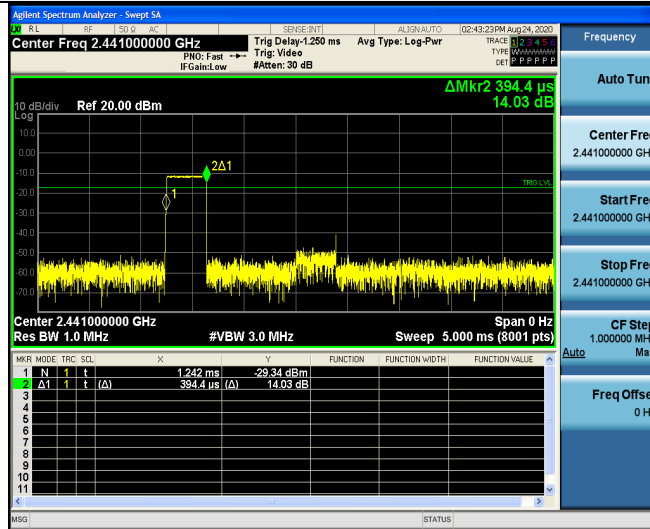 Agilent Spectrum Analyzer - Swept SA
LXI RL RF 50 Ω AC SENSE:INT ALIGNAUTO 02:43:23PM Aug 24, 2020
Center Freq 2.441000000 GHz
PNO: Fast
IFGain:Low
Trig Delay-1.250 ms
Trig: Video
#Atten: 30 dB
Avg Type: Log-Pwr
TRACE 1 2 3 4 5 6
TYPE WWWWWW
DET P P P P P P
ΔMkr2 394.4 µs
14.03 dB
10 dB/div Ref 20.00 dBm
Log
10.0
0.00
-10.0
-20.0
-30.0
-40.0
-50.0
-60.0
-70.0
2Δ1
1
TRIG LVL
Center 2.441000000 GHz Span 0 Hz
Res BW 1.0 MHz #VBW 3.0 MHz Sweep 5.000 ms (8001 pts)
MKR MODE TRC SCL X Y FUNCTION FUNCTION WIDTH FUNCTION VALUE
1 N 1 t 1.242 ms -29.34 dBm
2 Δ1 1 t (Δ) 394.4 µs (Δ) 14.03 dB
3
4
5
6
7
8
9
10
11
MSG STATUS
Frequency
Auto Tun
Center Fre
2.441000000 GH
Start Fre
2.441000000 GH
Stop Fre
2.441000000 GH
CF Step
1.000000 MH
Auto Ma
Freq Offse
0 H